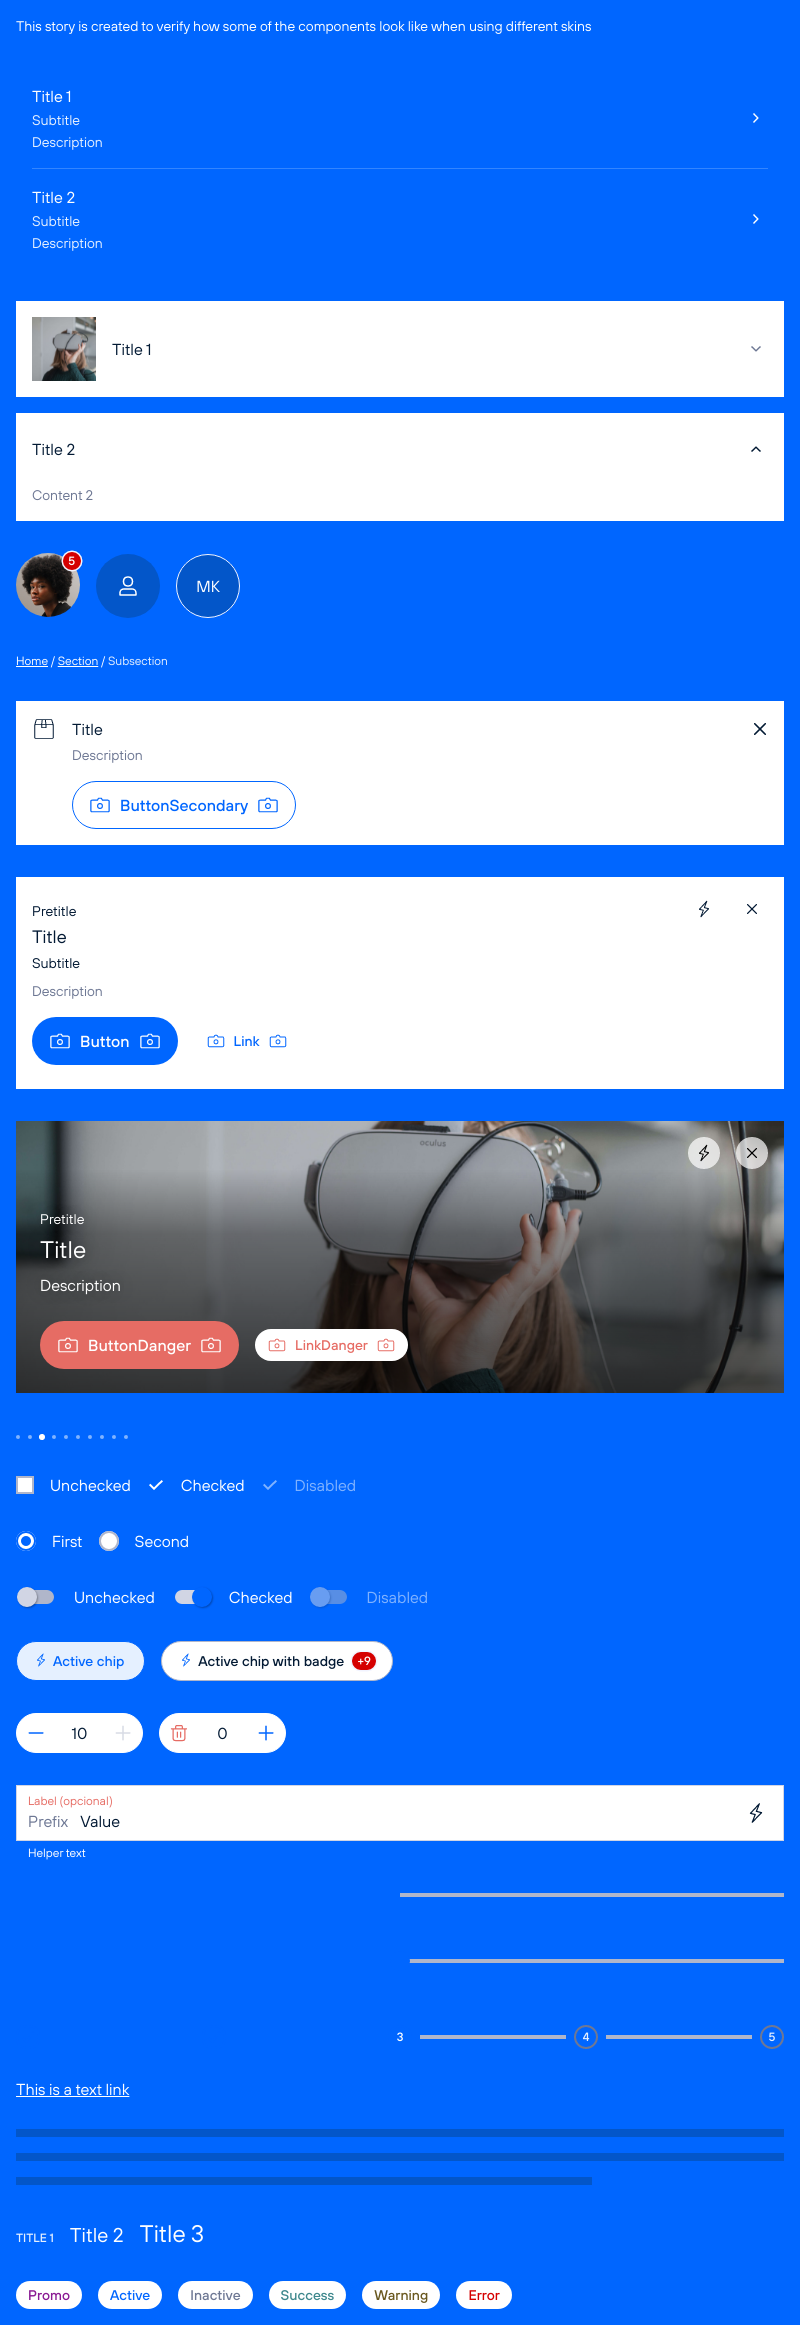 This story is created to verify how some of the components look like when using different skins
Title 1
Subtitle
Description
Title 2
Subtitle
Description
Title 1
Title 2
Content 2
5
MK
Home / Section / Subsection
Title
Description
ButtonSecondary
Pretitle
Title
Subtitle
Description
Button Link
oculus
Pretitle
Title
Description
ButtonDanger LinkDanger
Unchecked Checked Disabled
First Second
Unchecked Checked Disabled
Active chip Active chip with badge +9
10 0
Label (opcional)
Prefix Value
Helper text
3 4 5
This is a text link
TITLE 1 Title 2 Title 3
Promo Active Inactive Success Warning Error